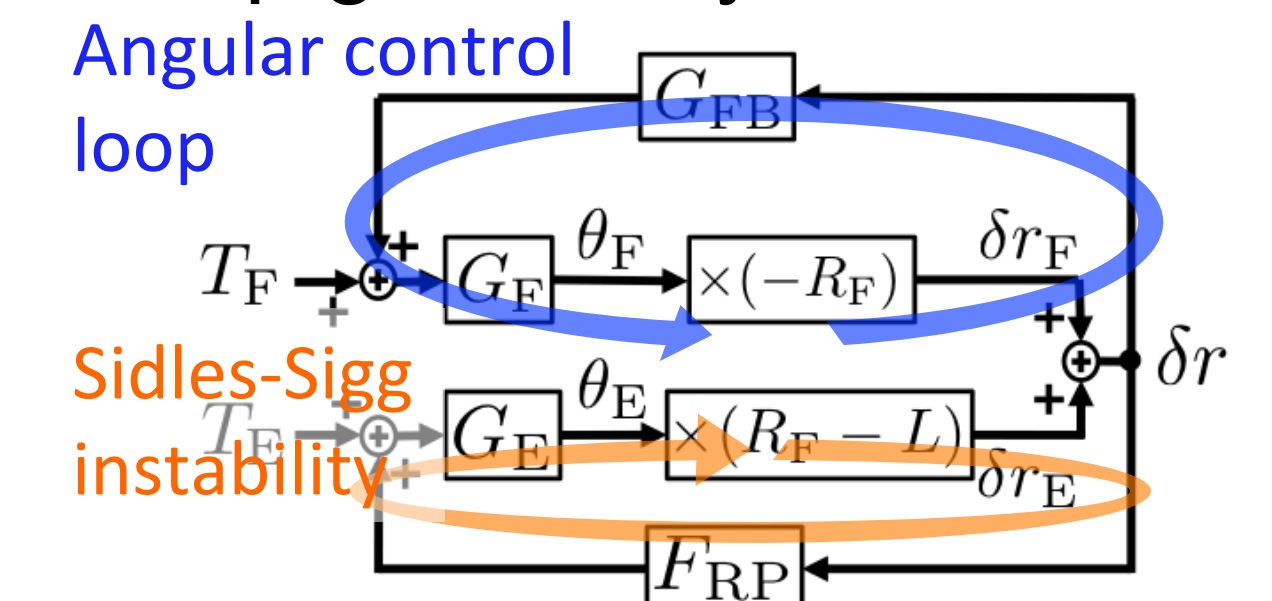 Angular control
loop
G_FB
+
T_F
+
G_F
θ_F
×(−R_F)
δr_F
+
δr
Sidles-Sigg
instability
T_E
+
+
G_E
θ_E
×(R_F − L)
+
δr_E
F_RP